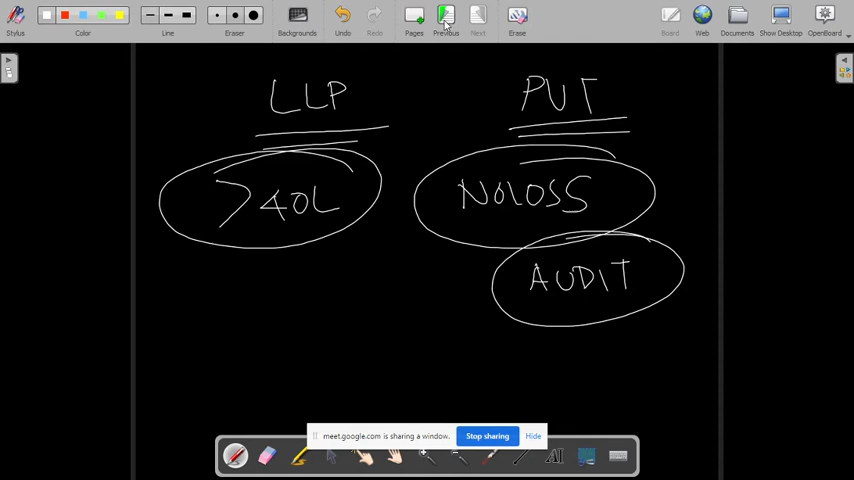 Stylus
Color
Line
Eraser
Backgrounds
Undo
Redo
Pages
Previous
Next
Erase
Board
Web
Documents
Show Desktop
OpenBoard
LLP
PVT
>40L
NOLOSS
AUDIT
meet.google.com is sharing a window.
Stop sharing
Hide
AI